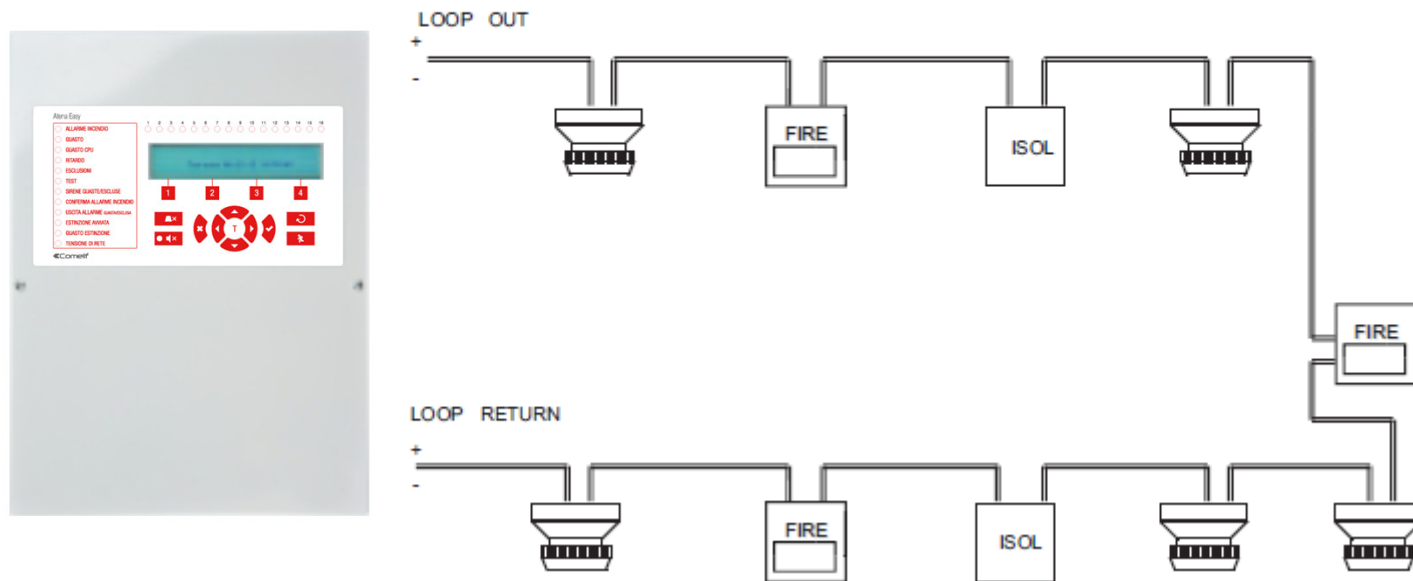 Atena Easy
ALLARME INCENDIO
GUASTO
GUASTO CPU
RITARDO
ESCLUSIONI
TEST
SIRENE GUASTE/ESCLUSE
CONFERMA ALLARME INCENDIO
USCITA ALLARME GUASTA/ESCLUSA
ESTINZIONE AVVIATA
GUASTO ESTINZIONE
TENSIONE DI RETE
1 2 3 4 5 6 7 8 9 10 11 12 13 14 15 16
1 2 3 4
T
Comelit
LOOP OUT
+
-
FIRE
ISOL
FIRE
LOOP RETURN
+
-
FIRE
ISOL